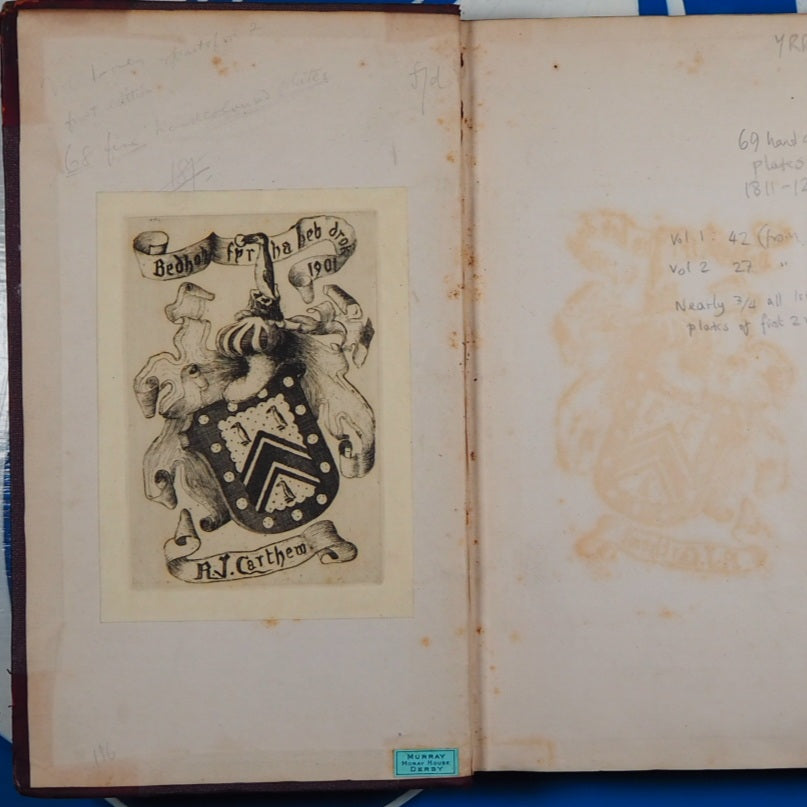 first edition
68 fine handcoloured plates
Bedhoh fyr ha heb drok
1901
R.J. Carthew.
MURRAY
MORAY HOUSE
DERBY
116
69 hand
plates
1811-12
Vol 1: 42 (from
vol 2 27 "
Nearly 3/4 all
plates of first 2